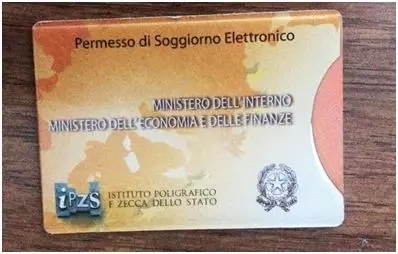 Permesso di Soggiorno Elettronico
MINISTERO DELL'INTERNO
MINISTERO DELL'ECONOMIA E DELLE FINANZE
iPZS
ISTITUTO POLIGRAFICO
E ZECCA DELLO STATO